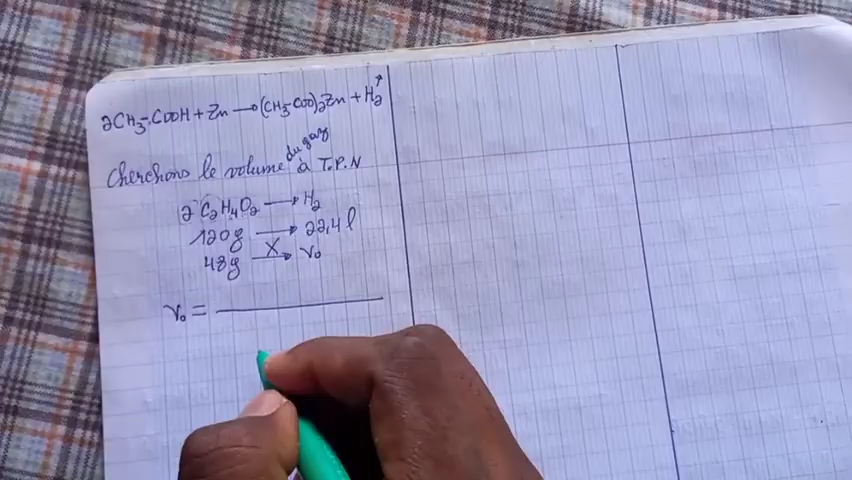 2CH₃-COOH + Zn → (CH₃-COO)₂Zn + H₂↑
Cherchons le volume du gaz à T.P.N
2 C₂H₄O₂ → H₂
120g → 22,4 l
48g X→ V₀
V₀ =